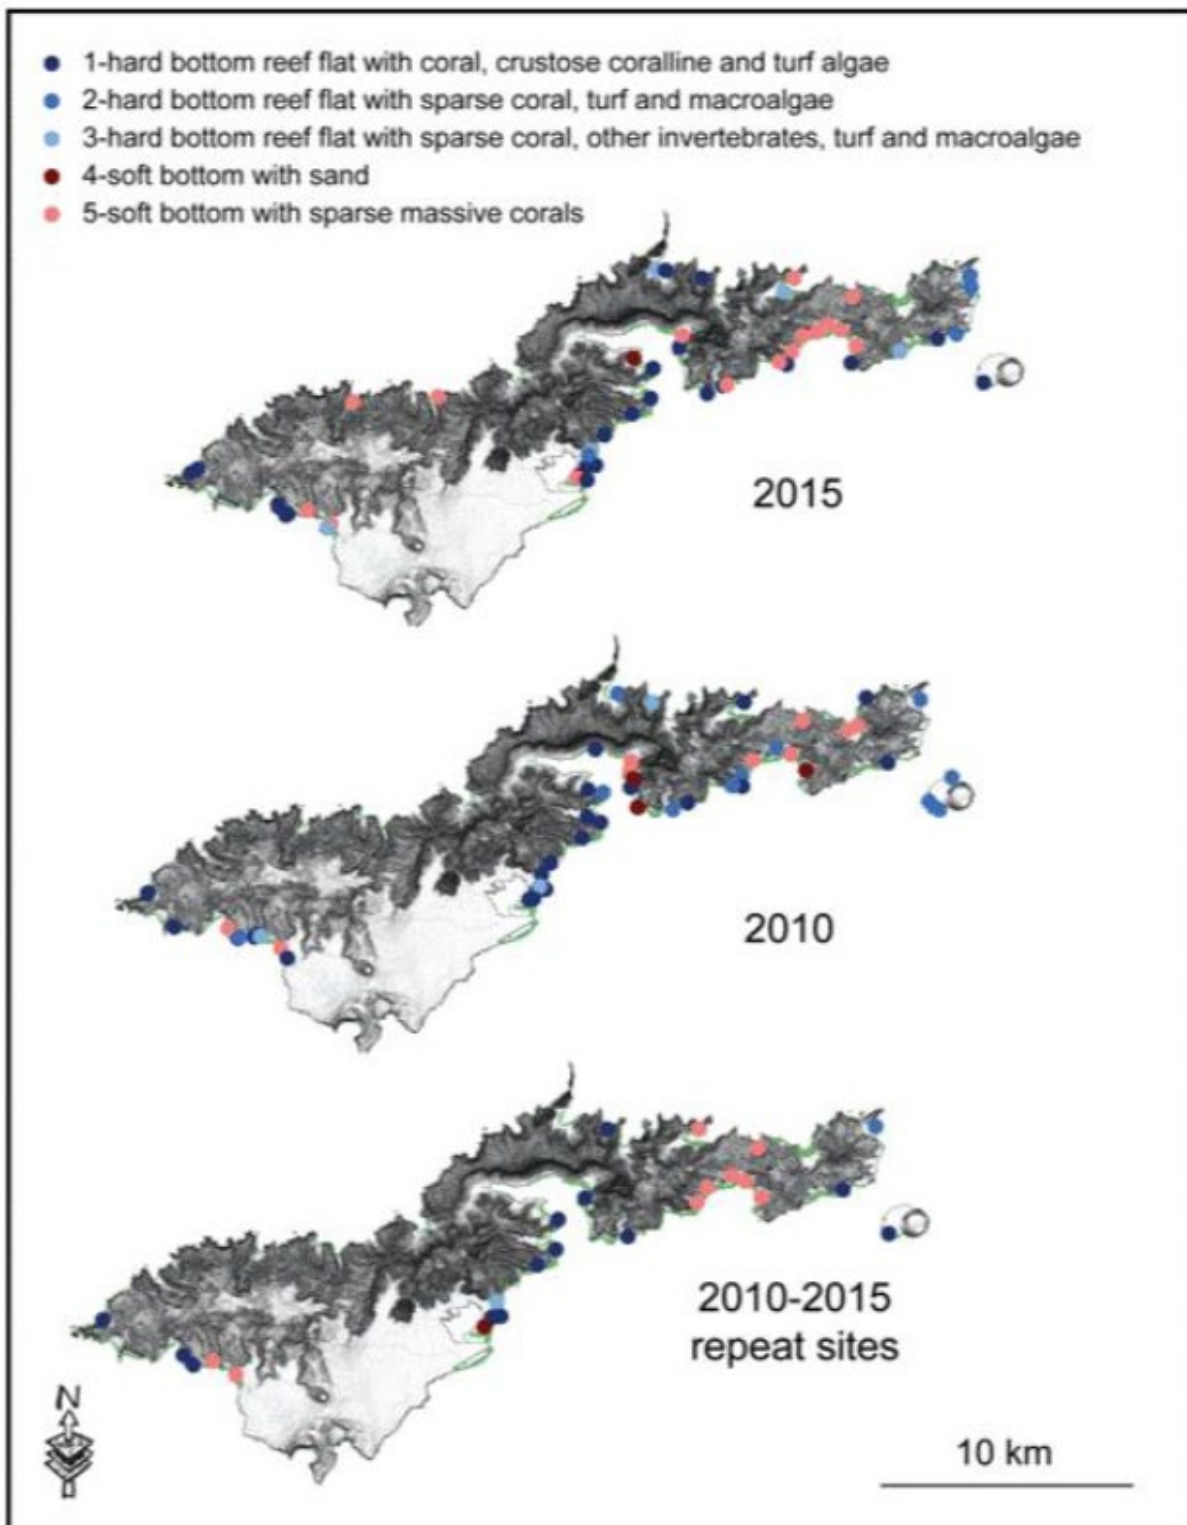 1-hard bottom reef flat with coral, crustose coralline and turf algae
2-hard bottom reef flat with sparse coral, turf and macroalgae
3-hard bottom reef flat with sparse coral, other invertebrates, turf and macroalgae
4-soft bottom with sand
5-soft bottom with sparse massive corals
2015
2010
2010-2015
repeat sites
N
10 km